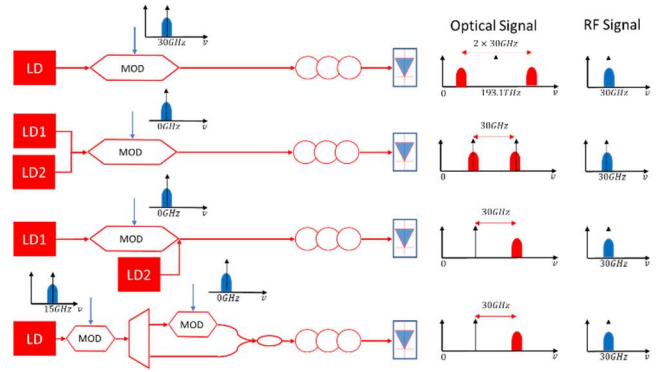 Optical Signal
RF Signal
30GHz
ν
LD
MOD
2 × 30GHz
0
193.1THz
ν
30GHz
ν
LD1
LD2
0GHz
ν
MOD
30GHz
0
ν
30GHz
ν
LD1
0GHz
ν
MOD
LD2
30GHz
0
ν
30GHz
ν
15GHz
ν
0GHz
ν
LD
MOD
MOD
30GHz
0
ν
30GHz
ν